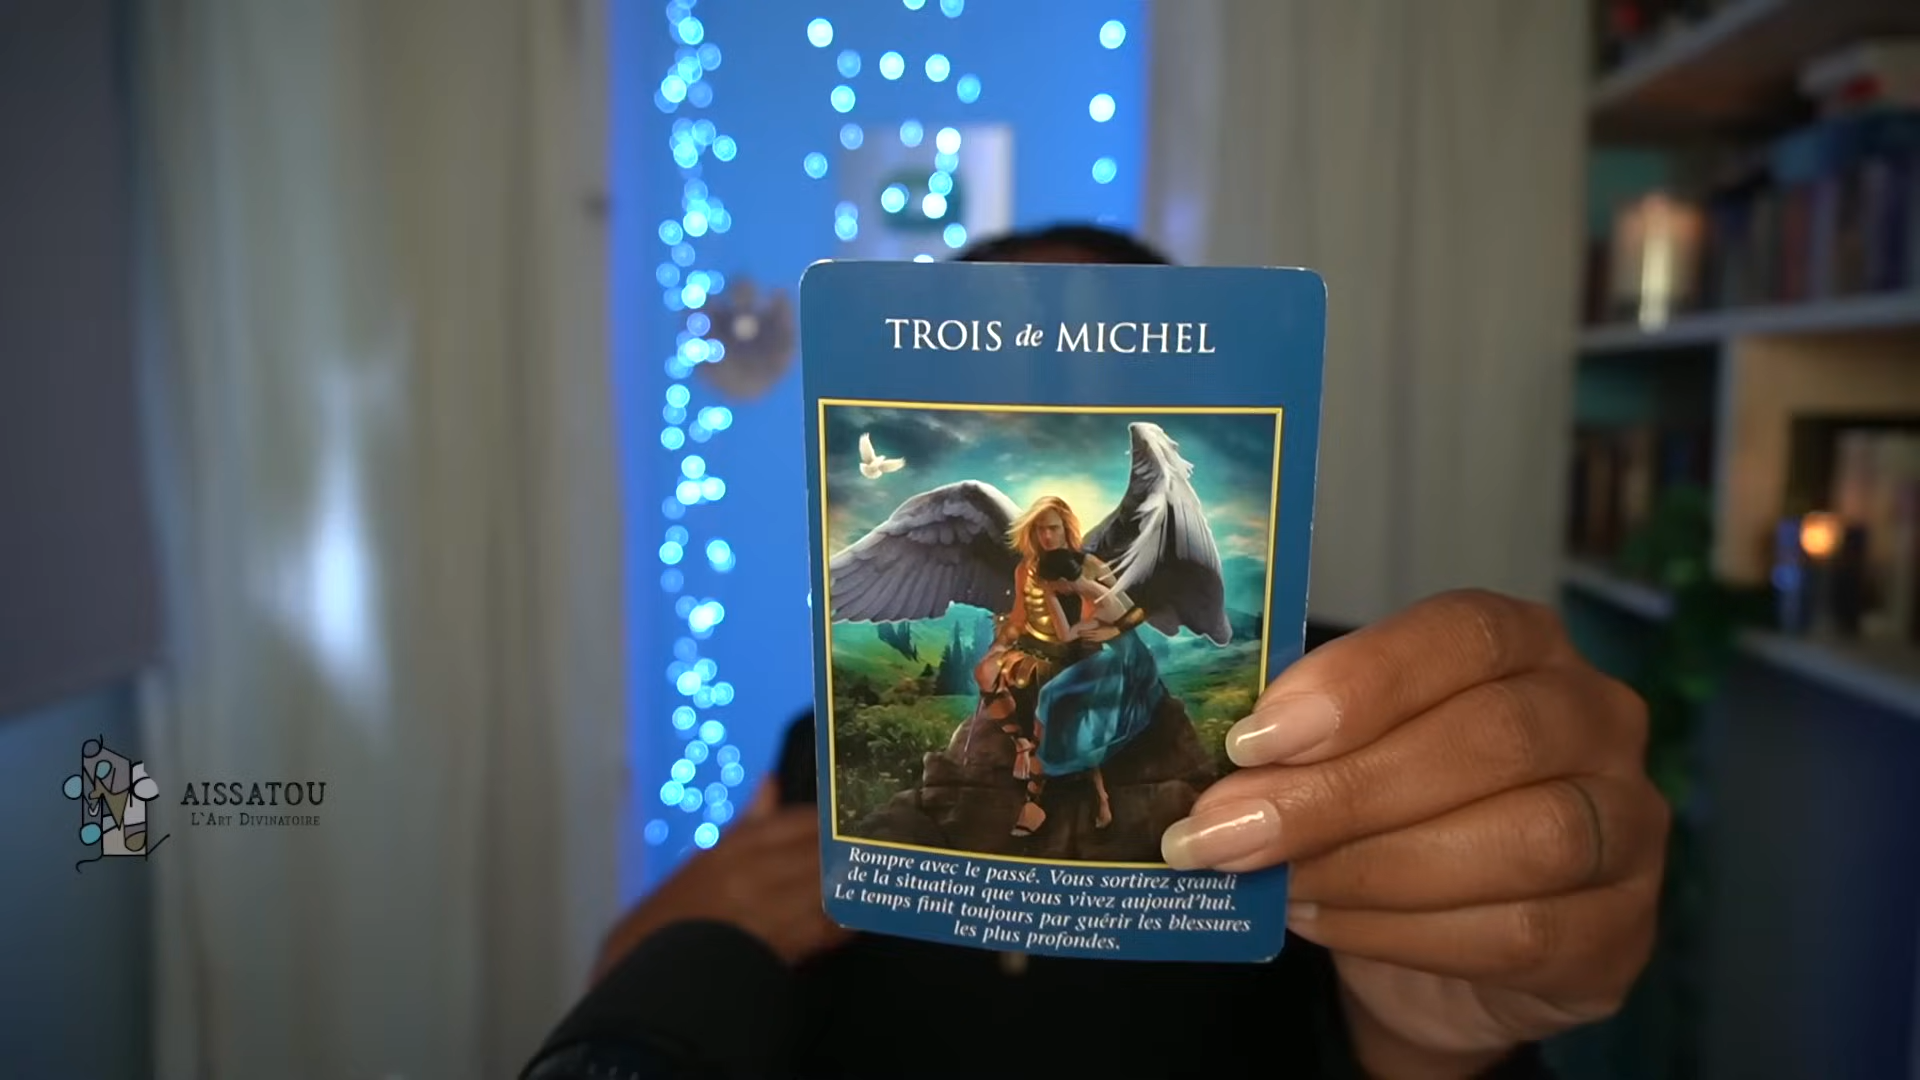 TROIS de MICHEL
AISSATOU
L'ART DIVINATOIRE
Rompre avec le passé. Vous sortirez grandi
de la situation que vous vivez aujourd'hui.
Le temps finit toujours par guérir les blessures
les plus profondes.